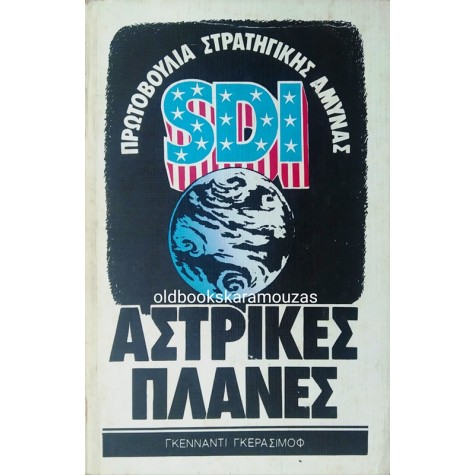 ΠΡΩΤΟΒΟΥΛΙΑ ΣΤΡΑΤΗΓΙΚΗΣ ΑΜΥΝΑΣ
SDI
oldbookskaramouzas
ΑΣΤΡΙΚΕΣ
ΠΛΑΝΕΣ
ΓΚΕΝΝΑΝΤΙ ΓΚΕΡΑΣΙΜΟΦ